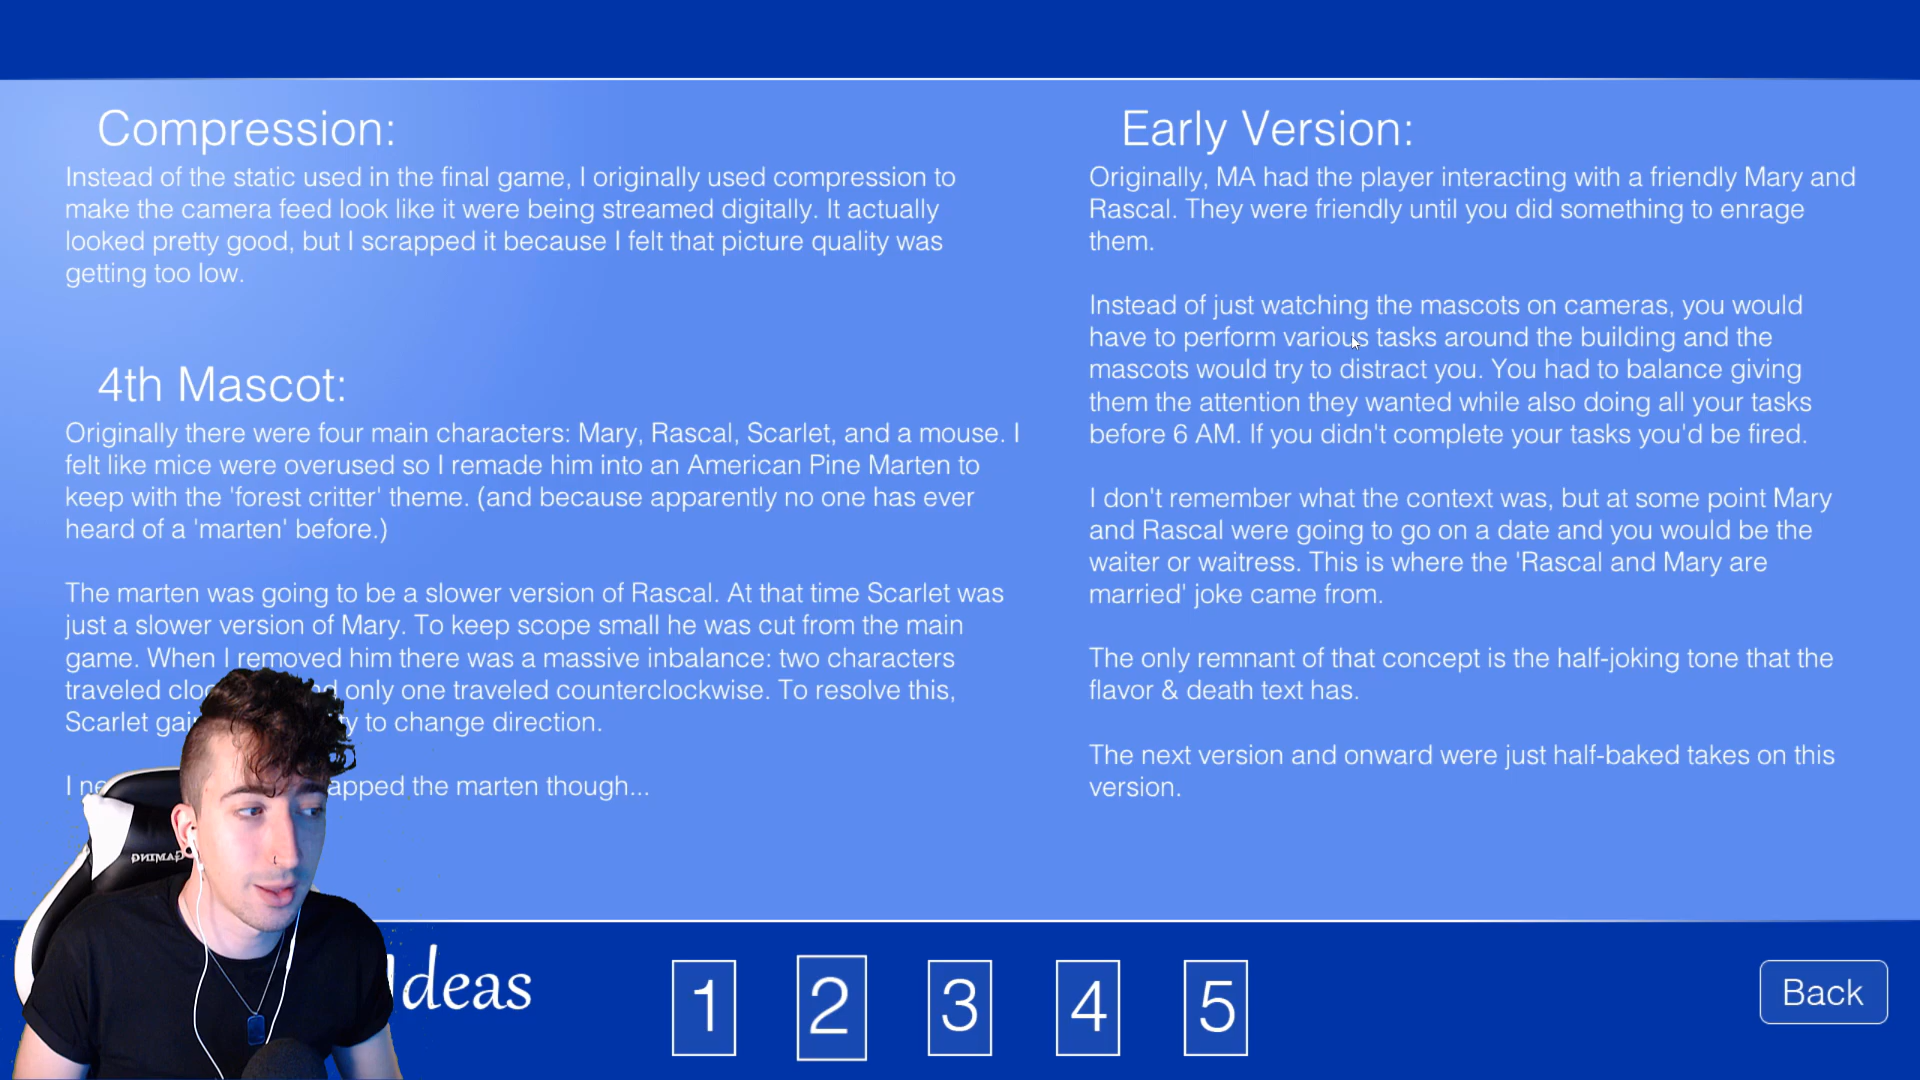 Compression:
Instead of the static used in the final game, I originally used compression to
make the camera feed look like it were being streamed digitally. It actually
looked pretty good, but I scrapped it because I felt that picture quality was
getting too low.
4th Mascot:
Originally there were four main characters: Mary, Rascal, Scarlet, and a mouse. I
felt like mice were overused so I remade him into an American Pine Marten to
keep with the 'forest critter' theme. (and because apparently no one has ever
heard of a 'marten' before.)
The marten was going to be a slower version of Rascal. At that time Scarlet was
just a slower version of Mary. To keep scope small he was cut from the main
game. When I removed him there was a massive inbalance: two characters
traveled only one traveled counterclockwise. To resolve this,
Scarlet to change direction.
I the marten though...
Early Version:
Originally, MA had the player interacting with a friendly Mary and
Rascal. They were friendly until you did something to enrage
them.
Instead of just watching the mascots on cameras, you would
have to perform various tasks around the building and the
mascots would try to distract you. You had to balance giving
them the attention they wanted while also doing all your tasks
before 6 AM. If you didn't complete your tasks you'd be fired.
I don't remember what the context was, but at some point Mary
and Rascal were going to go on a date and you would be the
waiter or waitress. This is where the 'Rascal and Mary are
married' joke came from.
The only remnant of that concept is the half-joking tone that the
flavor & death text has.
The next version and onward were just half-baked takes on this
version.
Ideas
1 2 3 4 5
Back